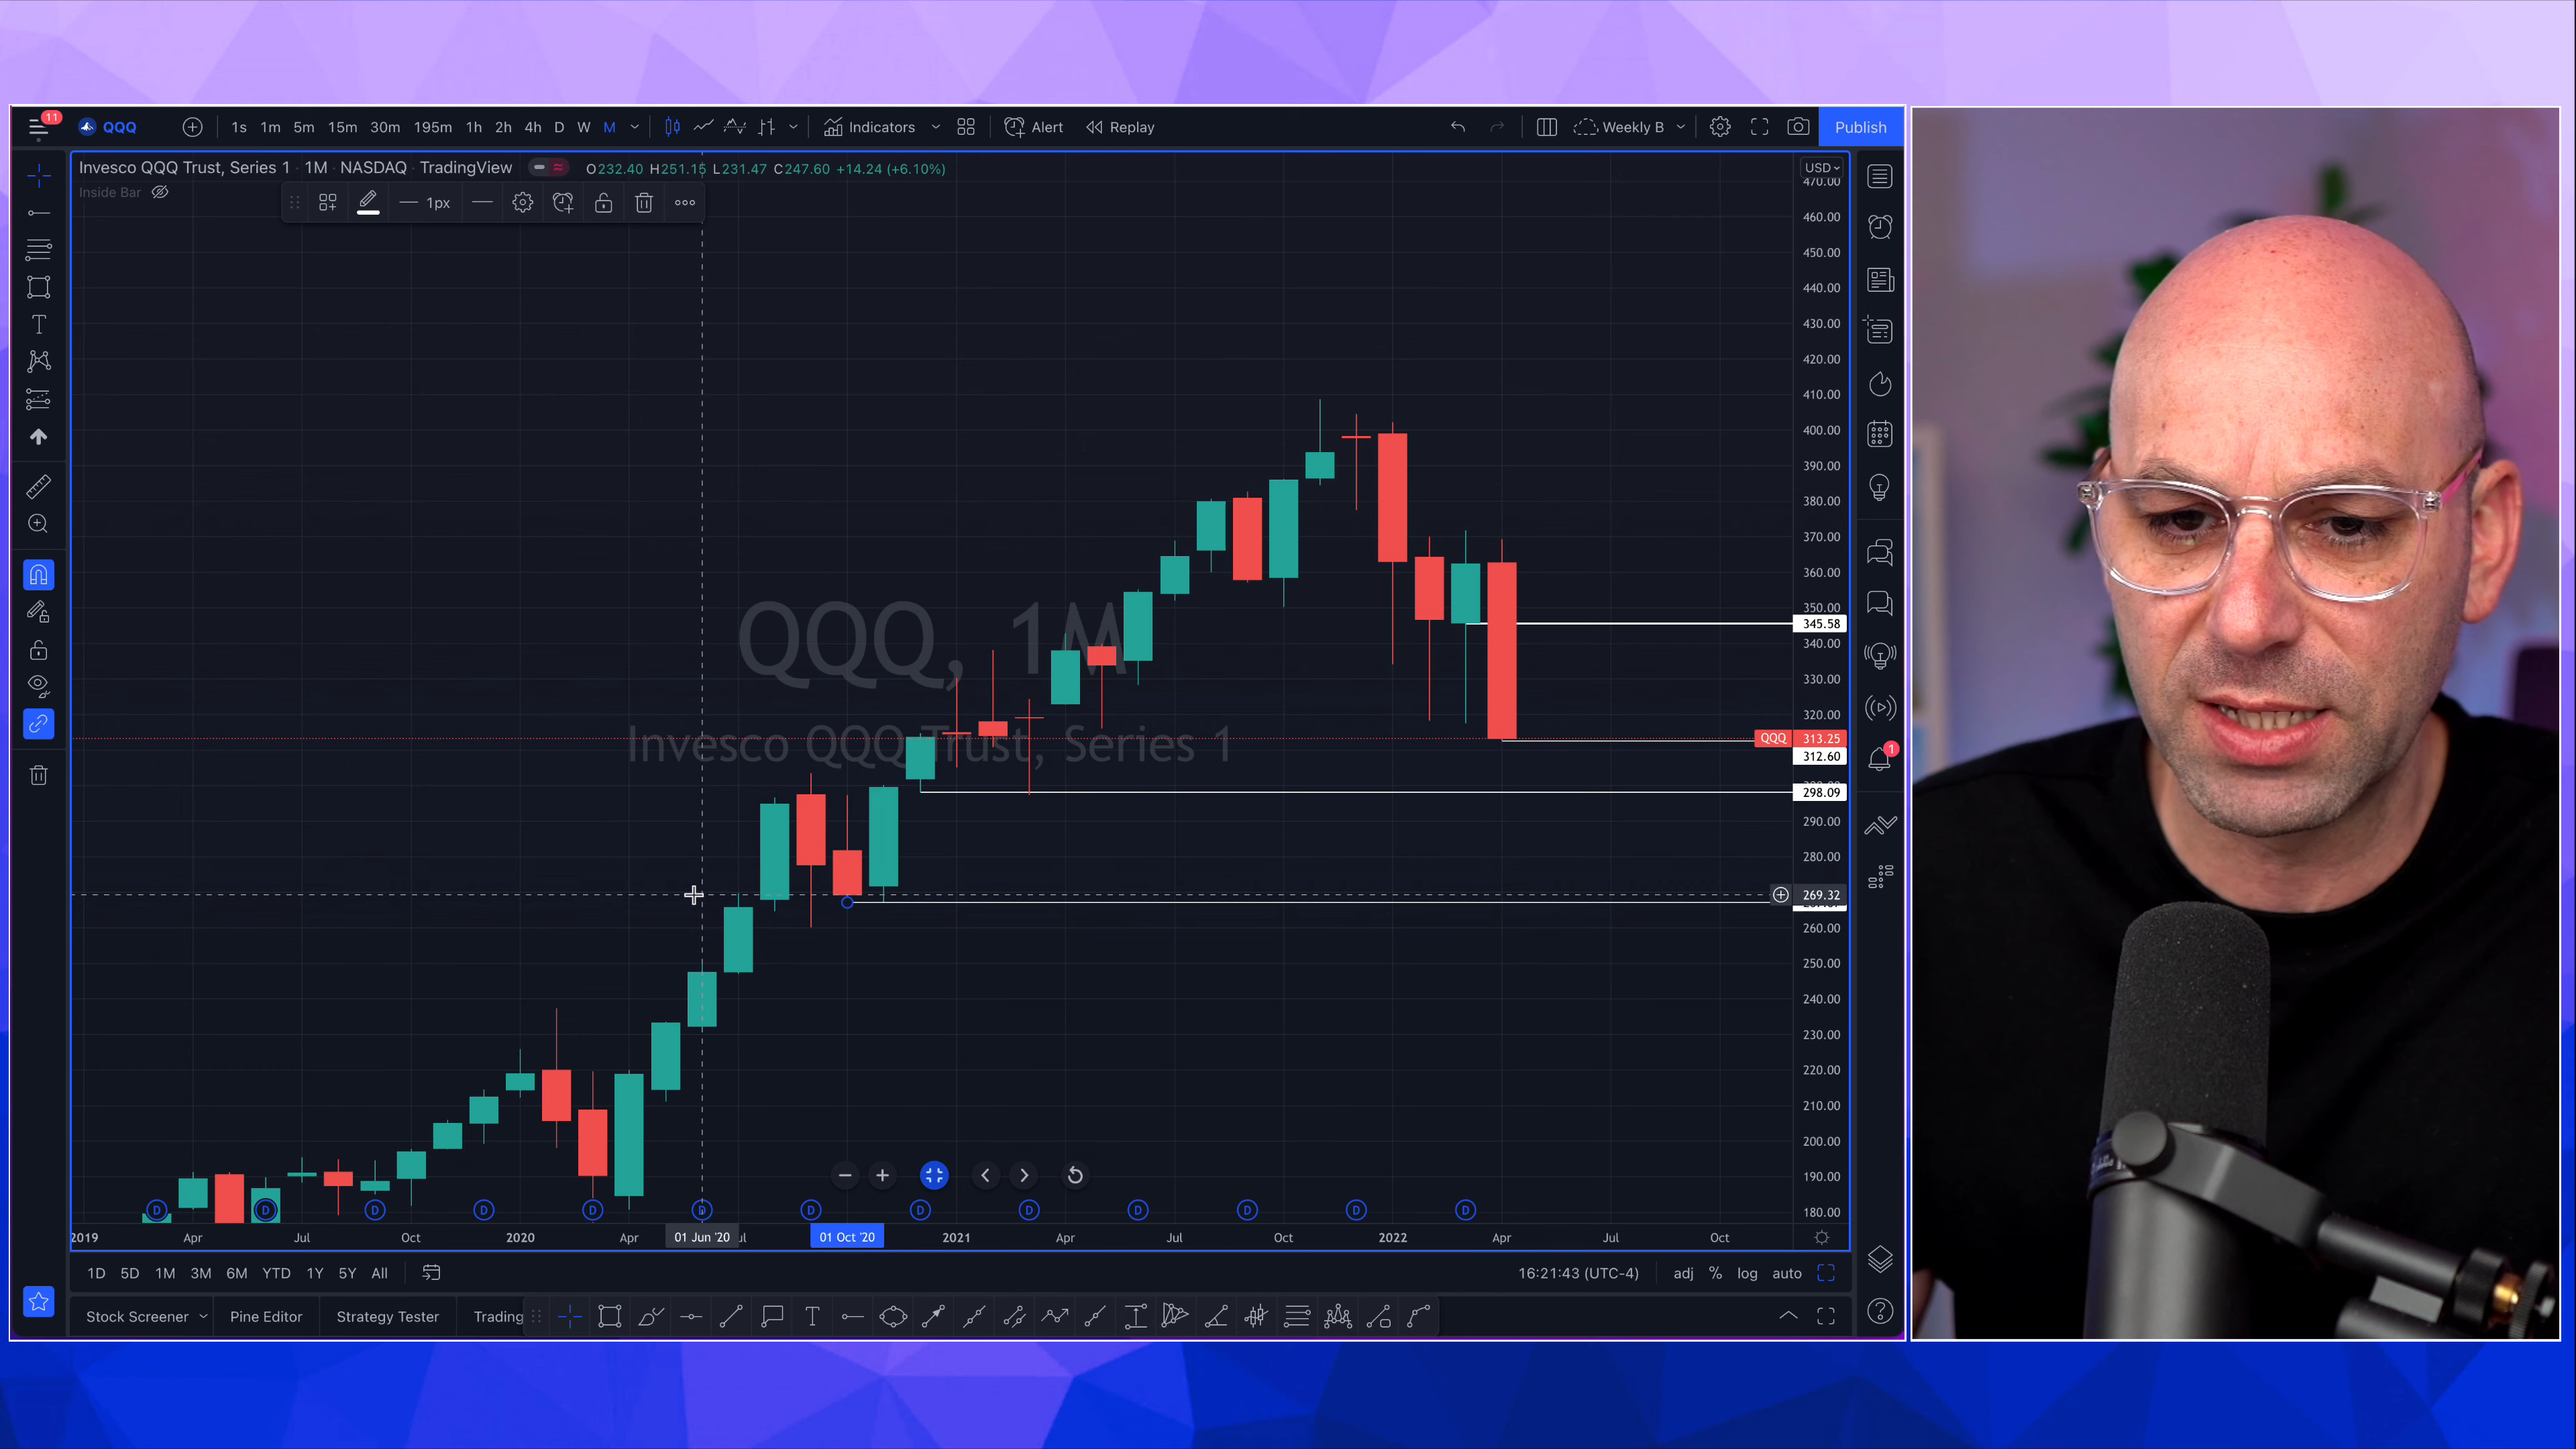 11
QQQ 1s 1m 5m 15m 30m 195m 1h 2h 4h D W M Indicators Alert Replay Weekly B Publish
Invesco QQQ Trust, Series 1 · 1M · NASDAQ · TradingView O232.40 H251.15 L231.47 C247.60 +14.24 (+6.10%)
USD
Inside Bar
1px
470.00
460.00
450.00
440.00
430.00
420.00
410.00
400.00
390.00
380.00
370.00
360.00
350.00
345.58
340.00
330.00
320.00
QQQ 313.25
312.60
298.09
290.00
280.00
269.32
260.00
250.00
240.00
230.00
220.00
210.00
200.00
190.00
180.00
QQQ, 1M
Invesco QQQ Trust, Series 1
1
D D D D D D D D D D D D D
2019 Apr Jul Oct 2020 Apr 01 Jun '20 ul 01 Oct '20 2021 Apr Jul Oct 2022 Apr Jul Oct
1D 5D 1M 3M 6M YTD 1Y 5Y All 16:21:43 (UTC-4) adj % log auto
Stock Screener Pine Editor Strategy Tester Trading